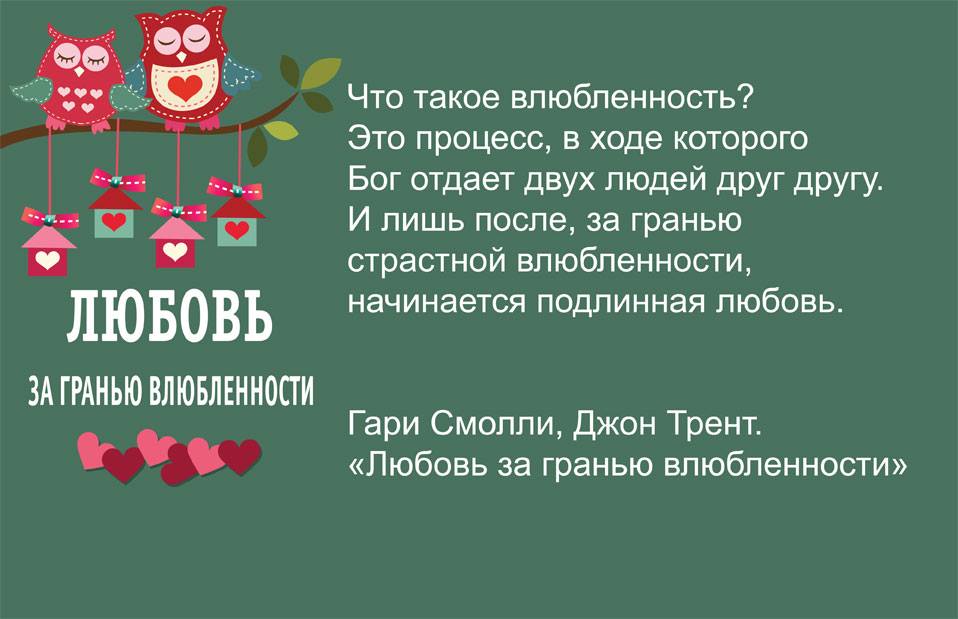 ЛЮБОВЬ
ЗА ГРАНЬЮ ВЛЮБЛЕННОСТИ
Что такое влюбленность?
Это процесс, в ходе которого
Бог отдает двух людей друг другу.
И лишь после, за гранью
страстной влюбленности,
начинается подлинная любовь.
Гари Смолли, Джон Трент.
«Любовь за гранью влюбленности»